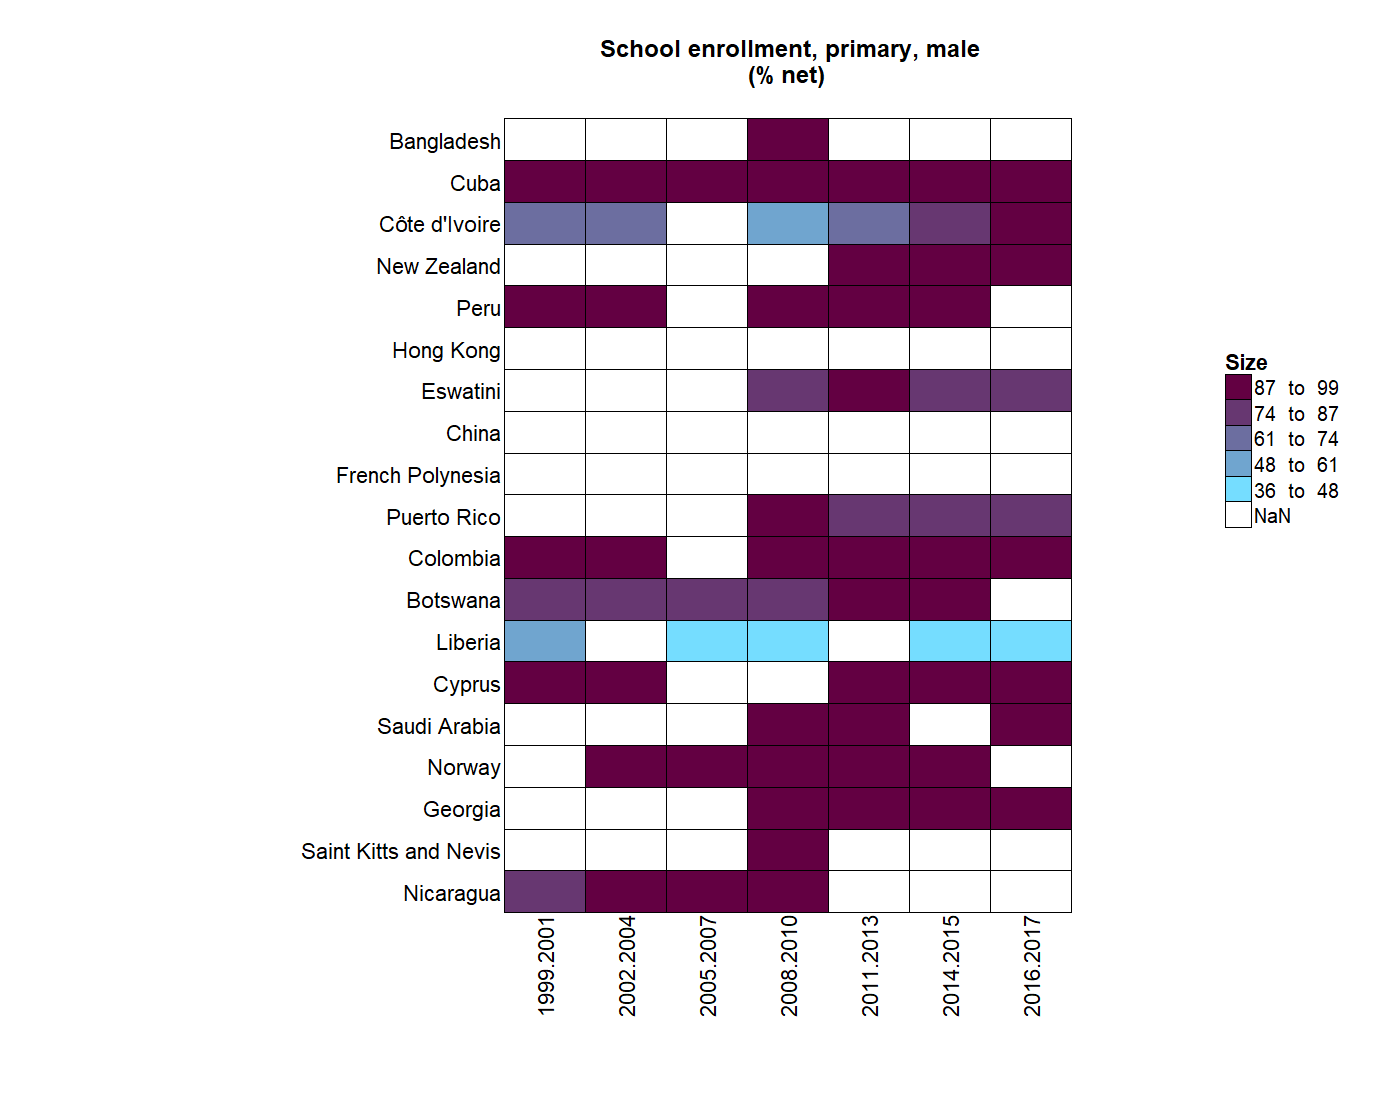 School enrollment, primary, male
(% net)
Bangladesh
Cuba
Côte d'Ivoire
New Zealand
Peru
Hong Kong
Eswatini
China
French Polynesia
Puerto Rico
Colombia
Botswana
Liberia
Cyprus
Saudi Arabia
Norway
Georgia
Saint Kitts and Nevis
Nicaragua
1999.2001
2002.2004
2005.2007
2008.2010
2011.2013
2014.2015
2016.2017
Size
87 to 99
74 to 87
61 to 74
48 to 61
36 to 48
NaN